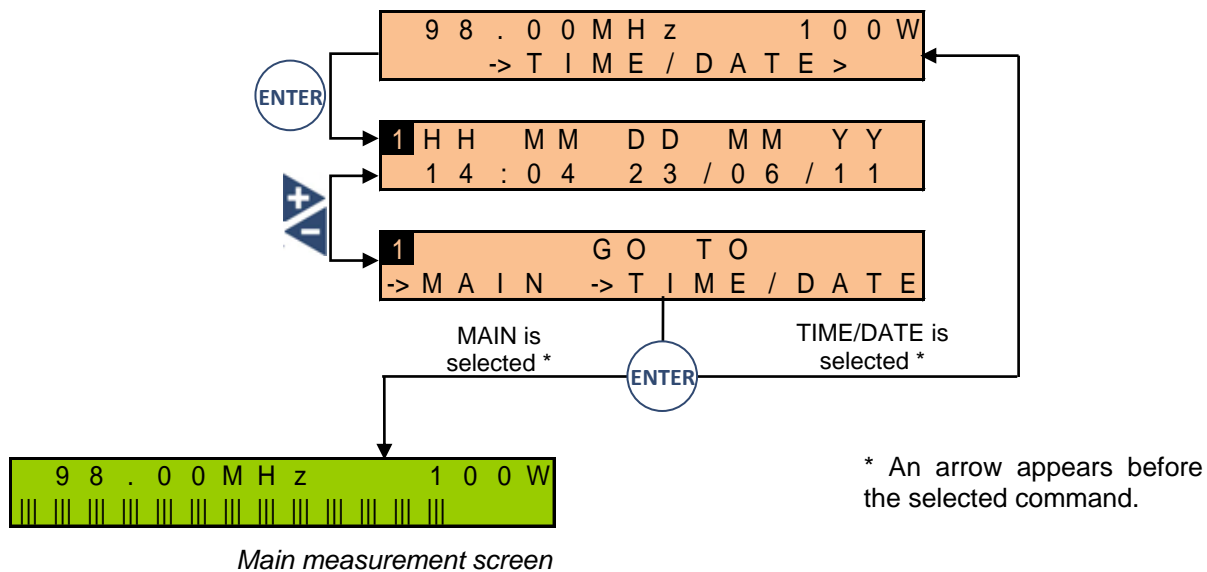 98.00MHz 100W
->TIME/DATE>
ENTER
1 HH MM DD MM YY
14:04 23/06/11
+
-
1 GO TO
->MAIN ->TIME/DATE
MAIN is
selected *
TIME/DATE is
selected *
ENTER
98.00MHz 100W
||| ||| ||| ||| ||| ||| ||| ||| ||| ||| ||| ||| |||
* An arrow appears before
the selected command.
Main measurement screen